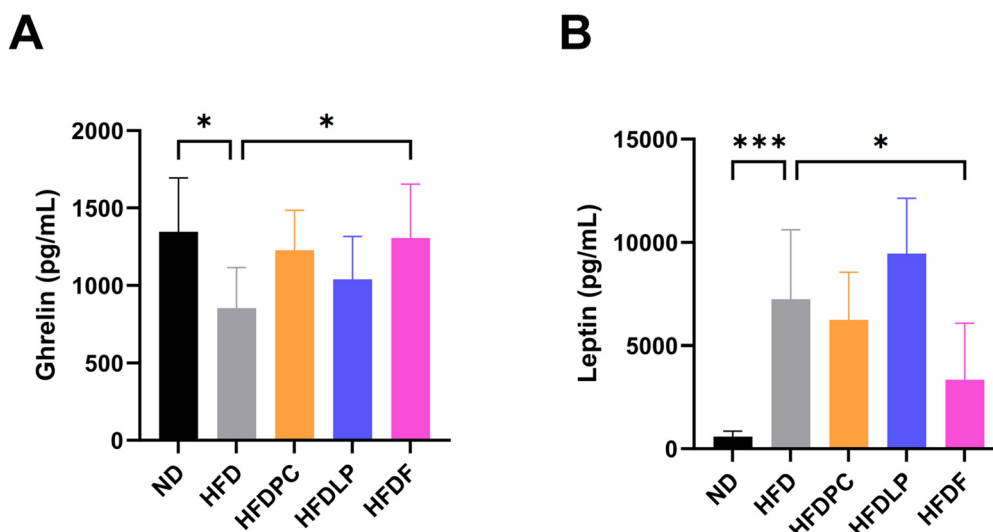 A
B
Ghrelin (pg/mL)
2000
1500
1000
500
0
*
*
ND
HFD
HFDPC
HFDLP
HFDF
Leptin (pg/mL)
15000
10000
5000
0
***
*
ND
HFD
HFDPC
HFDLP
HFDF